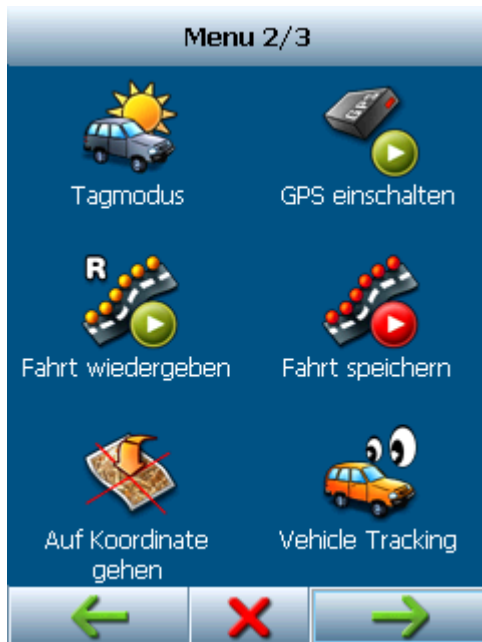 Menu 2/3
Tagmodus
GPS
GPS einschalten
R
Fahrt wiedergeben
Fahrt speichern
Auf Koordinate
gehen
Vehicle Tracking